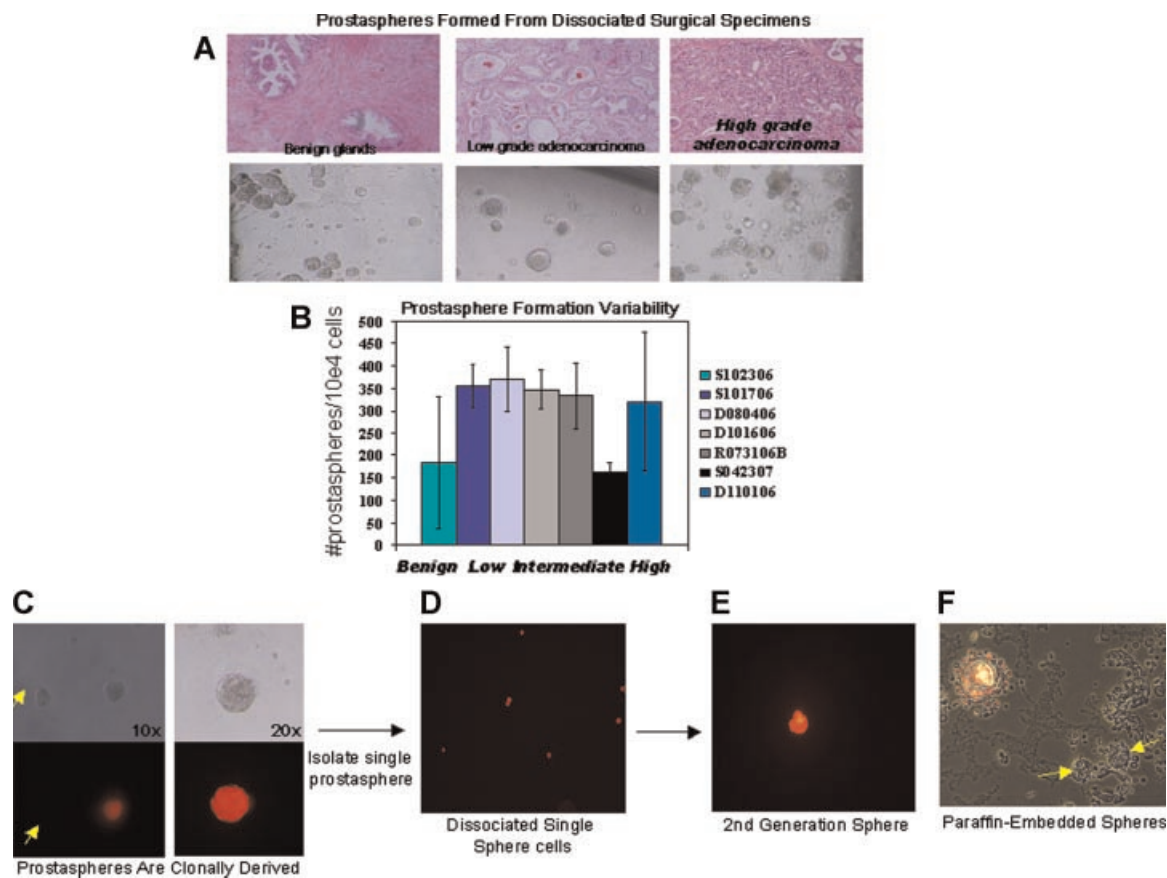 Prostaspheres Formed From Dissociated Surgical Specimens
A
Benign glands
Low grade adenocarcinoma
High grade
adenocarcinoma
B
Prostasphere Formation Variability
#prostaspheres/10e4 cells
500
450
400
350
300
250
200
150
100
50
0
Benign Low Intermediate High
S102306
S101706
D080406
D101606
R073106B
S042307
D110106
C
10x
20x
Prostaspheres Are Clonally Derived
Isolate single
prostasphere
D
Dissociated Single
Sphere cells
E
2nd Generation Sphere
F
Paraffin-Embedded Spheres